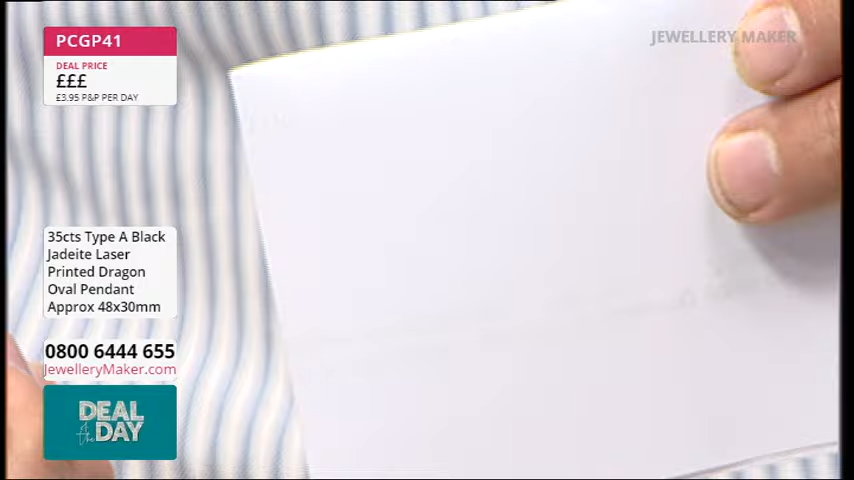 PCGP41
DEAL PRICE
£££
£3.95 P&P PER DAY
JEWELLERY MAKER
35cts Type A Black
Jadeite Laser
Printed Dragon
Oval Pendant
Approx 48x30mm
0800 6444 655
JewelleryMaker.com
DEAL
of the
DAY